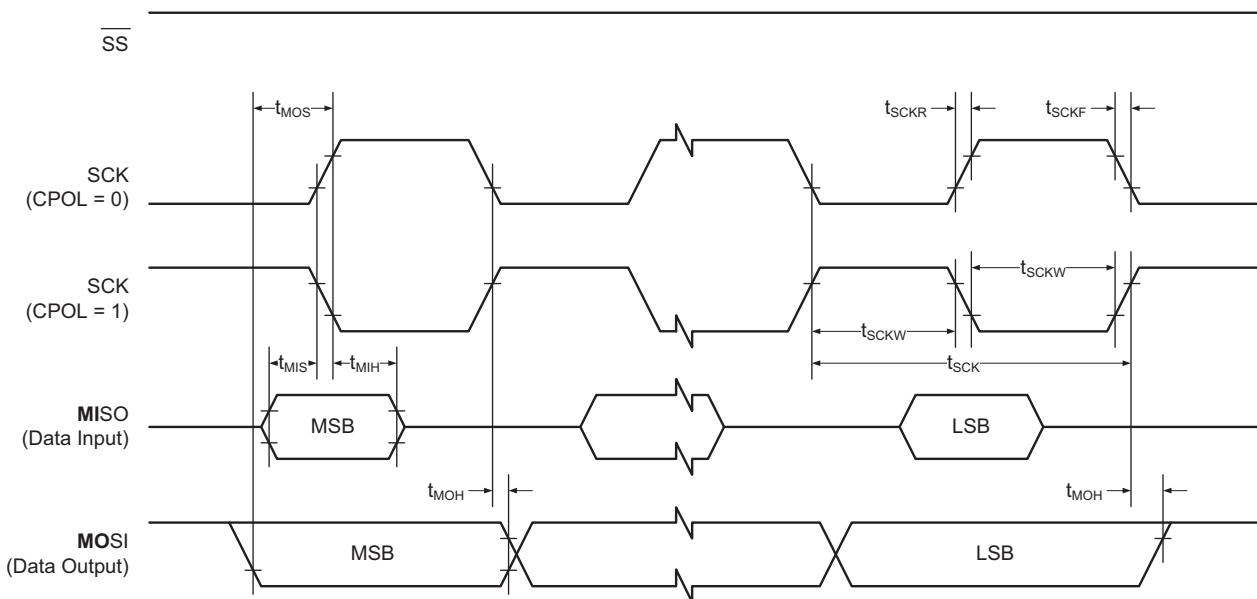 SS
tMOS
tSCKR
tSCKF
SCK
(CPOL = 0)
SCK
(CPOL = 1)
tSCKW
tSCKW
tSCK
tMIS
tMIH
MISO
(Data Input)
MSB
LSB
tMOH
tMOH
MOSI
(Data Output)
MSB
LSB